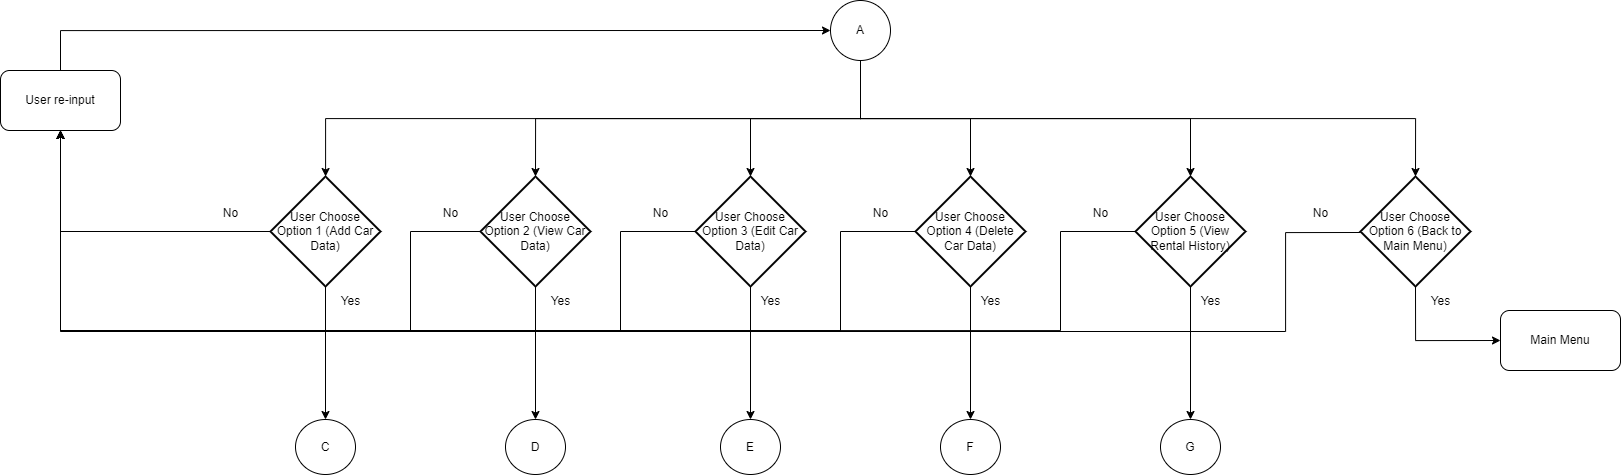 A
User re-input
No
User Choose
Option 1 (Add Car
Data)
Yes
No
User Choose
Option 2 (View Car
Data)
Yes
No
User Choose
Option 3 (Edit Car
Data)
Yes
No
User Choose
Option 4 (Delete
Car Data)
Yes
No
User Choose
Option 5 (View
Rental History)
Yes
No
User Choose
Option 6 (Back to
Main Menu)
Yes
Main Menu
C
D
E
F
G